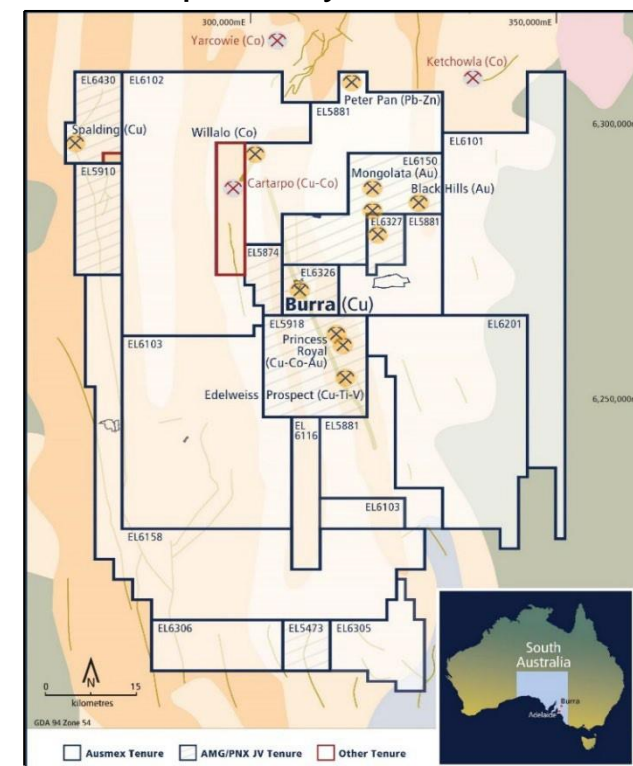 300,000mE
350,000mE
Yarcowie (Co)
Ketchowla (Co)
EL6430
EL6102
Peter Pan (Pb-Zn)
EL5881
6,300,000m
Spalding (Cu)
Willalo (Co)
EL6101
EL6150
EL5910
Cartarpo (Cu-Co)
Mongolata (Au)
Black Hills (Au)
EL6327
EL5881
EL5874
EL6326
Burra (Cu)
EL5918
EL6201
EL6103
Princess
Royal
(Cu-Co-Au)
Edelweiss Prospect (Cu-Ti-V)
6,250,000m
EL
6116
EL5881
EL6103
EL6158
EL6306
EL5473
EL6305
N
0
15
kilometres
GDA 94 Zone 54
South
Australia
Burra
Adelaide
Ausmex Tenure
AMG/PNX JV Tenure
Other Tenure